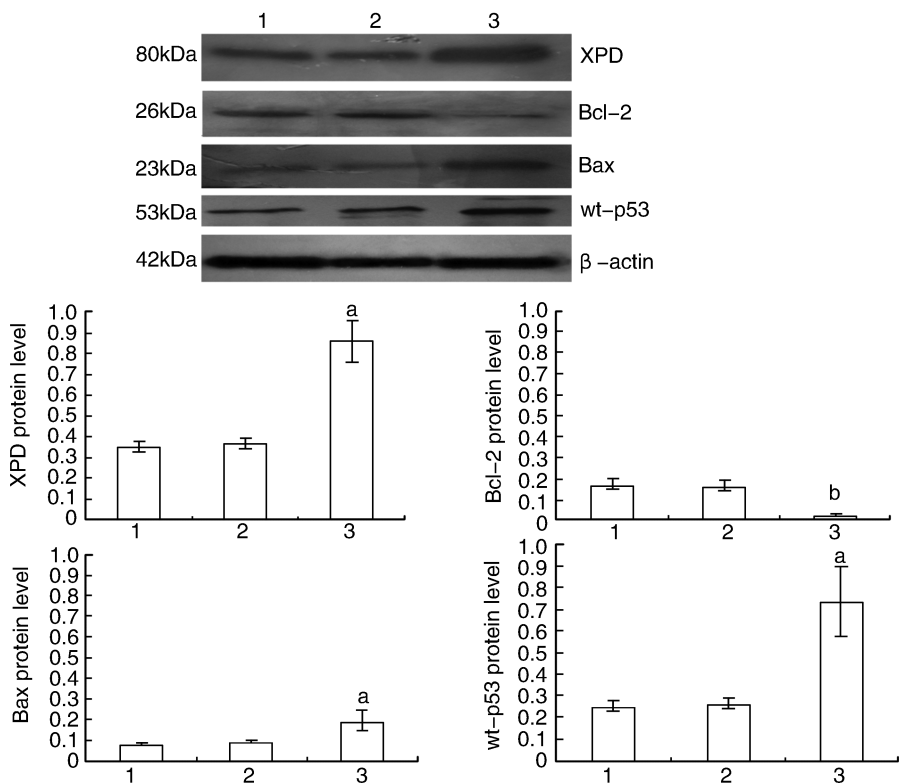 1 2 3
80kDa XPD
26kDa Bcl-2
23kDa Bax
53kDa wt-p53
42kDa β-actin
XPD protein level
1.0
0.9
0.8
0.7
0.6
0.5
0.4
0.3
0.2
0.1
0
a
1 2 3
Bcl-2 protein level
1.0
0.9
0.8
0.7
0.6
0.5
0.4
0.3
0.2
0.1
0
b
1 2 3
Bax protein level
1.0
0.9
0.8
0.7
0.6
0.5
0.4
0.3
0.2
0.1
0
a
1 2 3
wt-p53 protein level
1.0
0.9
0.8
0.7
0.6
0.5
0.4
0.3
0.2
0.1
0
a
1 2 3